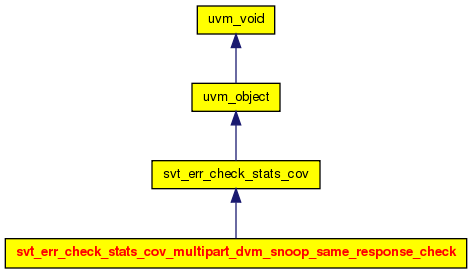 uvm_void
uvm_object
svt_err_check_stats_cov
svt_err_check_stats_cov_multipart_dvm_snoop_same_response_check